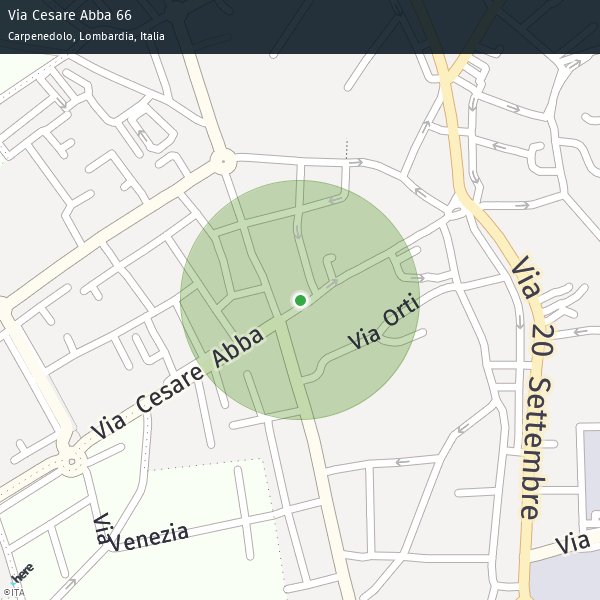 Via Cesare Abba 66
Carpenedolo, Lombardia, Italia
Via 20 Settembre
Via Orti
Via Cesare Abba
Via Venezia
Via
here
©ITA